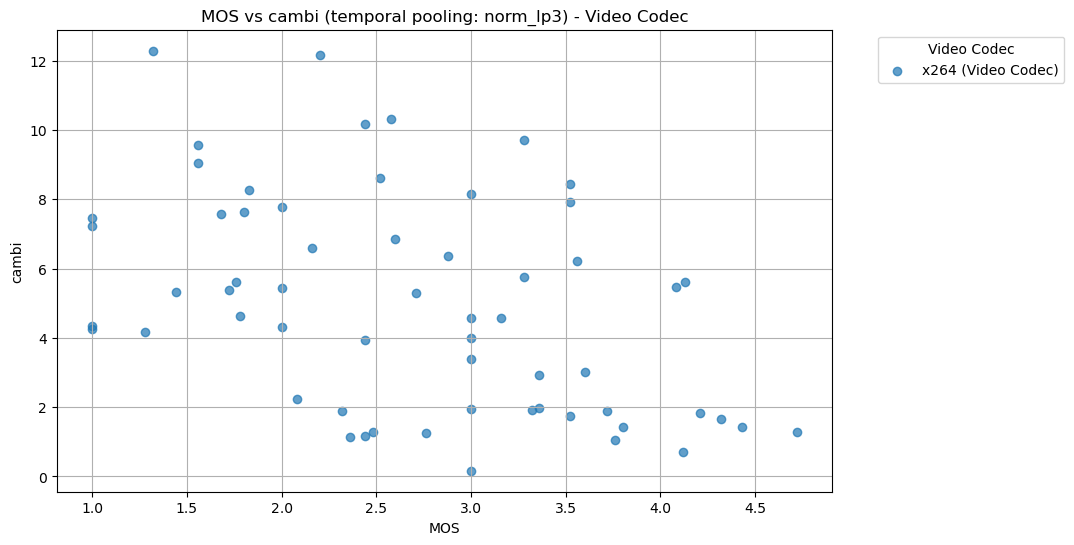 MOS vs cambi (temporal pooling: norm_lp3) - Video Codec
Video Codec
x264 (Video Codec)
cambi
12
10
8
6
4
2
0
1.0 1.5 2.0 2.5 3.0 3.5 4.0 4.5
MOS